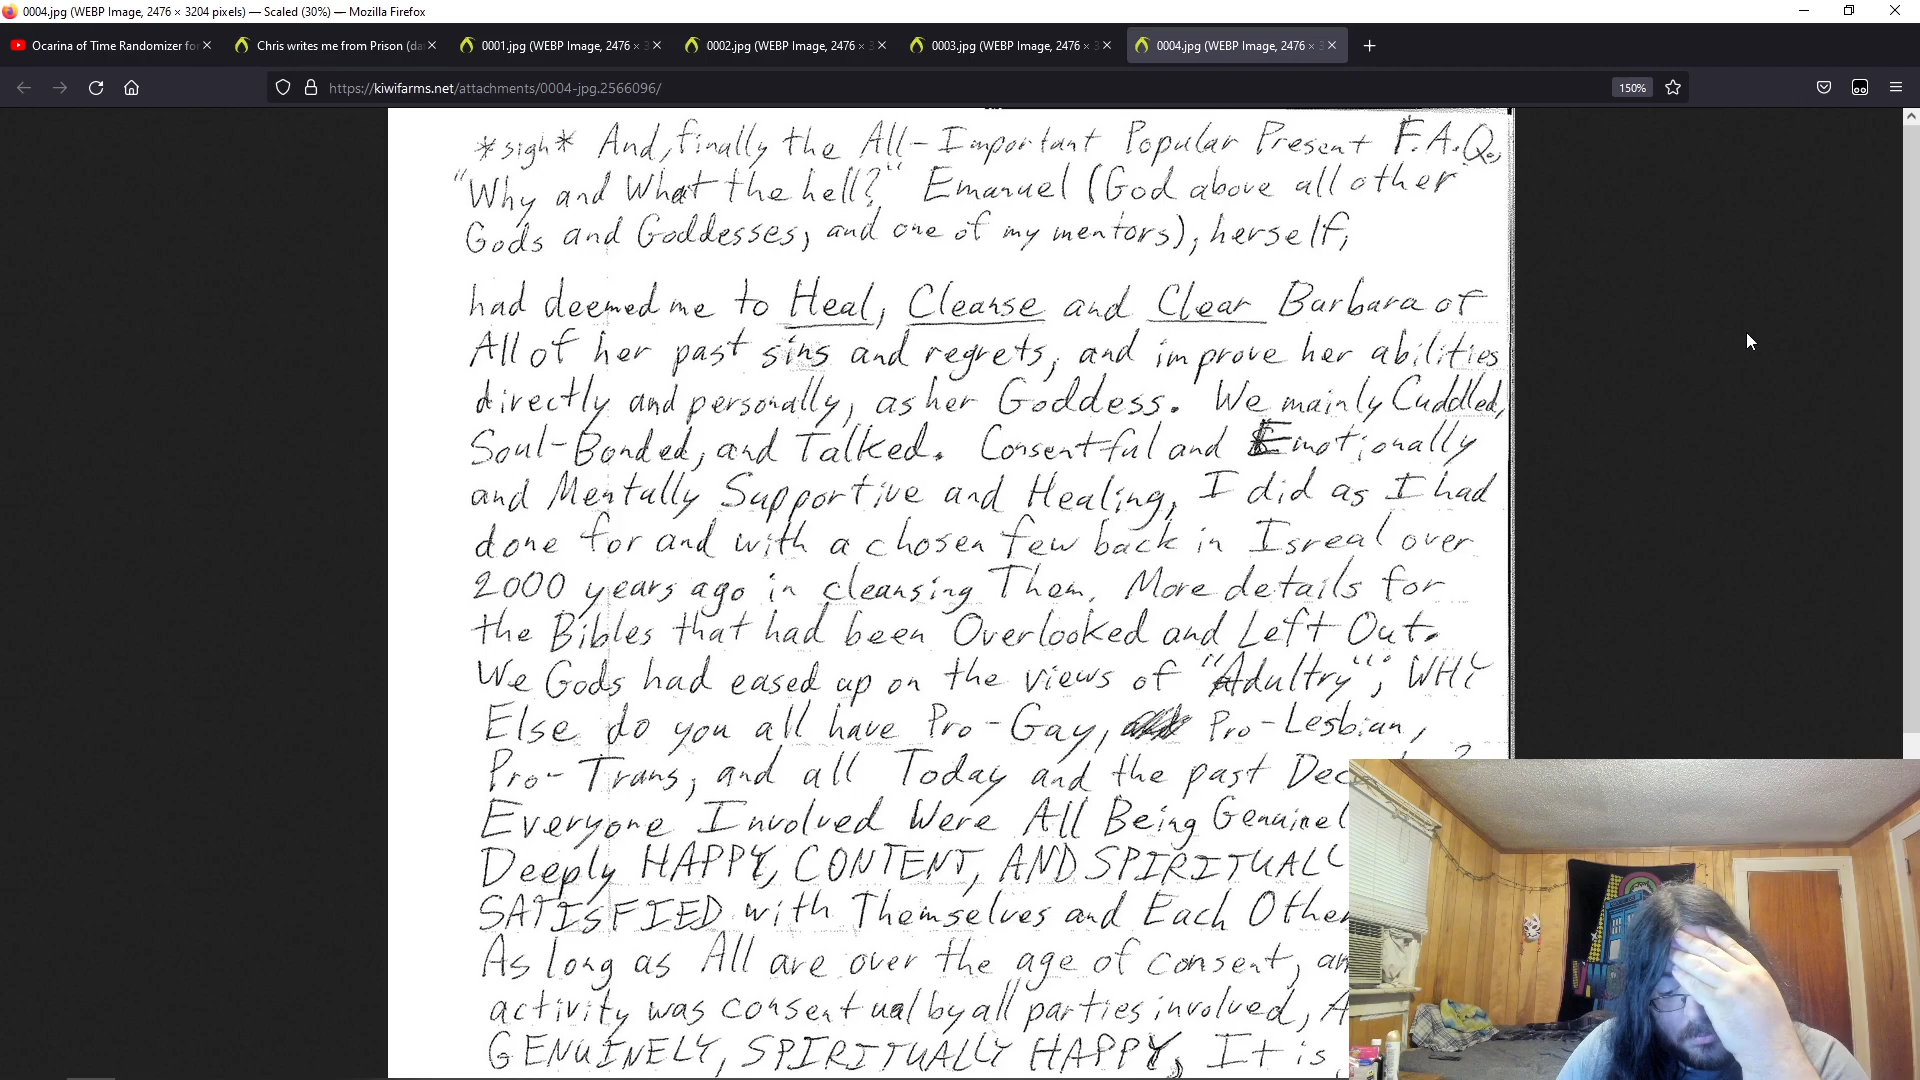 0004.jpg (WEBP Image, 2476 × 3204 pixels) — Scaled (30%) — Mozilla Firefox
Ocarina of Time Randomizer fo
Chris writes me from Prison (da
0001.jpg (WEBP Image, 2476 × 3
0002.jpg (WEBP Image, 2476 × 3
0003.jpg (WEBP Image, 2476 × 3
0004.jpg (WEBP Image, 2476 × 3
https://kiwifarms.net/attachments/0004-jpg.2566096/
150%
*sigh* And, finally the All-Important Popular Present F.A.Q.,
"Why and What the hell?" Emanuel (God above all other
Gods and Goddesses, and one of my mentors), herself,
had deemed me to Heal, Cleanse and Clear Barbara of
All of her past sins and regrets, and improve her abilities
directly and personally, as her Goddess. We mainly Cuddled,
Soul-Bonded, and Talked. Consentful and Emotionally
and Mentally Supportive and Healing, I did as I had
done for and with a chosen few back in Isreal over
2000 years ago in cleansing Them. More details for
the Bibles that had been Overlooked and Left Out.
We Gods had eased up on the views of "Adultry"; WHY
Else do you all have Pro-Gay, Pro-Lesbian,
Pro-Trans, and all Today and the past Dec
Everyone Involved Were All Being Genuinel
Deeply HAPPY, CONTENT, AND SPIRITUALL
SATISFIED with Themselves and Each Other
As long as All are over the age of consent, an
activity was consentual by all parties involved, A
GENUINELY, SPIRITUALLY HAPPY, It is